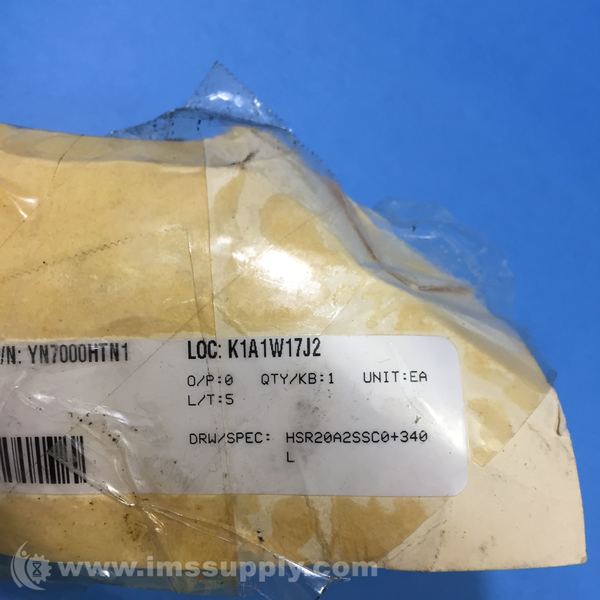 /N: YN7000HTN1
LOC: K1A1W17J2
O/P:0 QTY/KB:1 UNIT:EA
L/T:5
DRW/SPEC: HSR20A2SSC0+340
L
www.imssupply.com